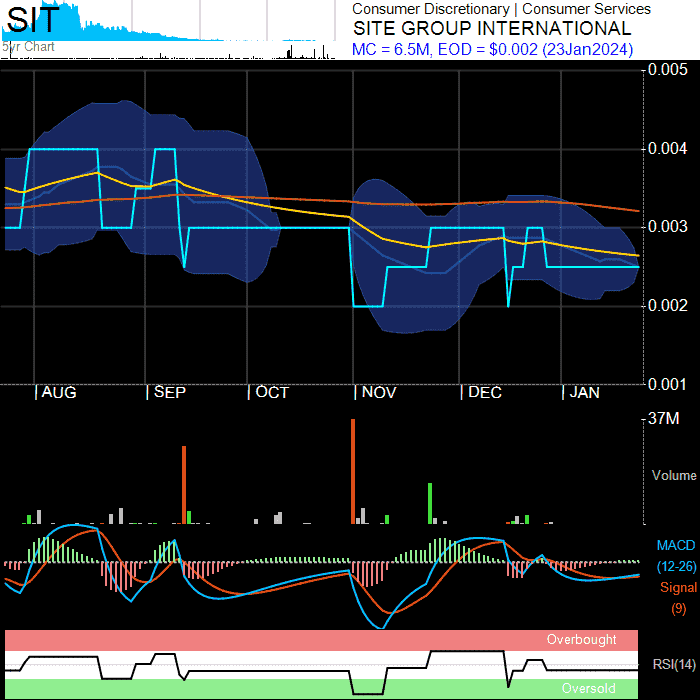 SIT
5yr Chart
Consumer Discretionary | Consumer Services
SITE GROUP INTERNATIONAL
MC = 6.5M, EOD = $0.002 (23Jan2024)
0.005
0.004
0.003
0.002
0.001
| AUG | SEP | OCT | NOV | DEC | JAN
37M
Volume
MACD
(12-26)
Signal
(9)
Overbought
RSI(14)
Oversold